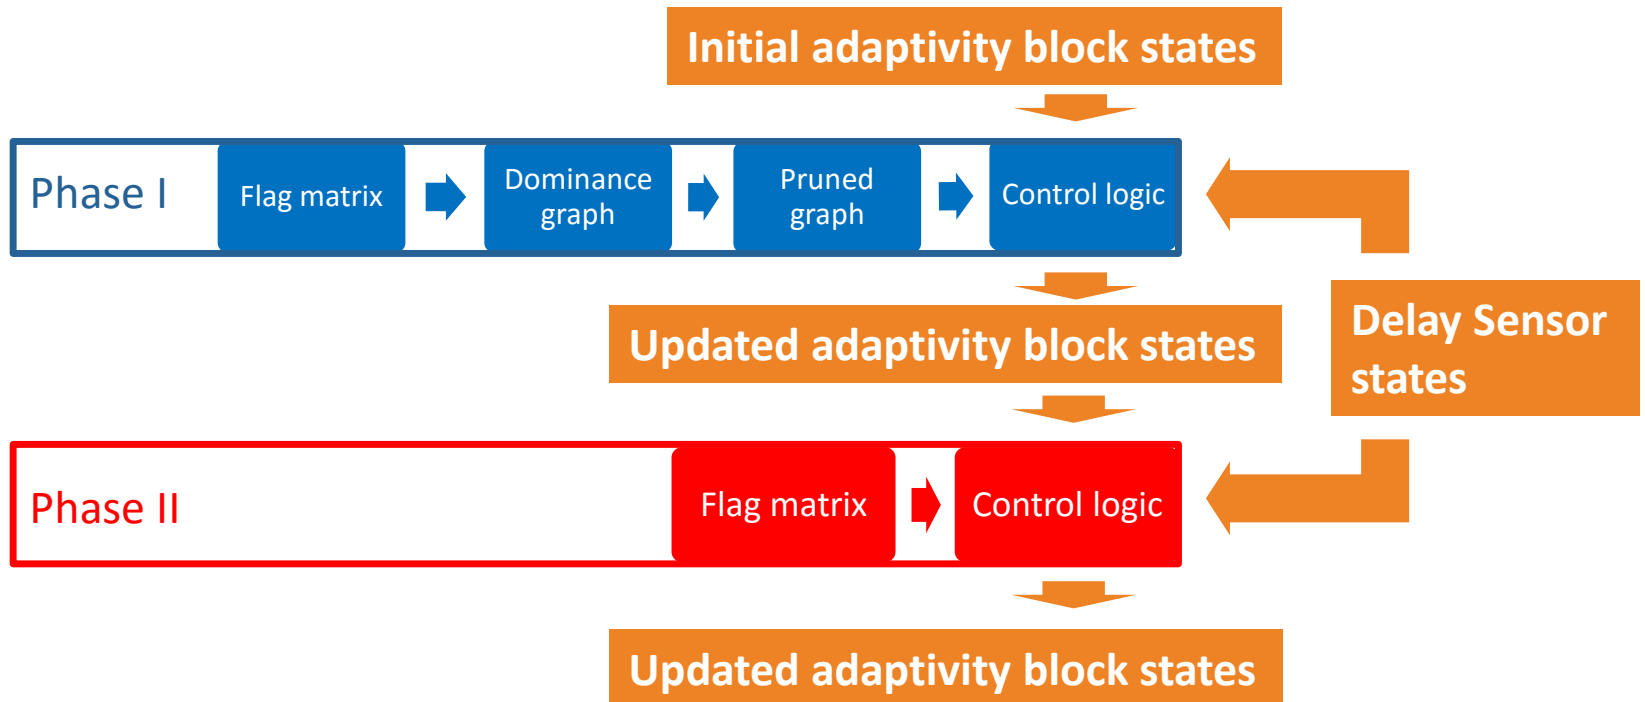 Initial adaptivity block states
Phase I
Flag matrix
Dominance
graph
Pruned
graph
Control logic
Updated adaptivity block states
Delay Sensor
states
Phase II
Flag matrix
Control logic
Updated adaptivity block states